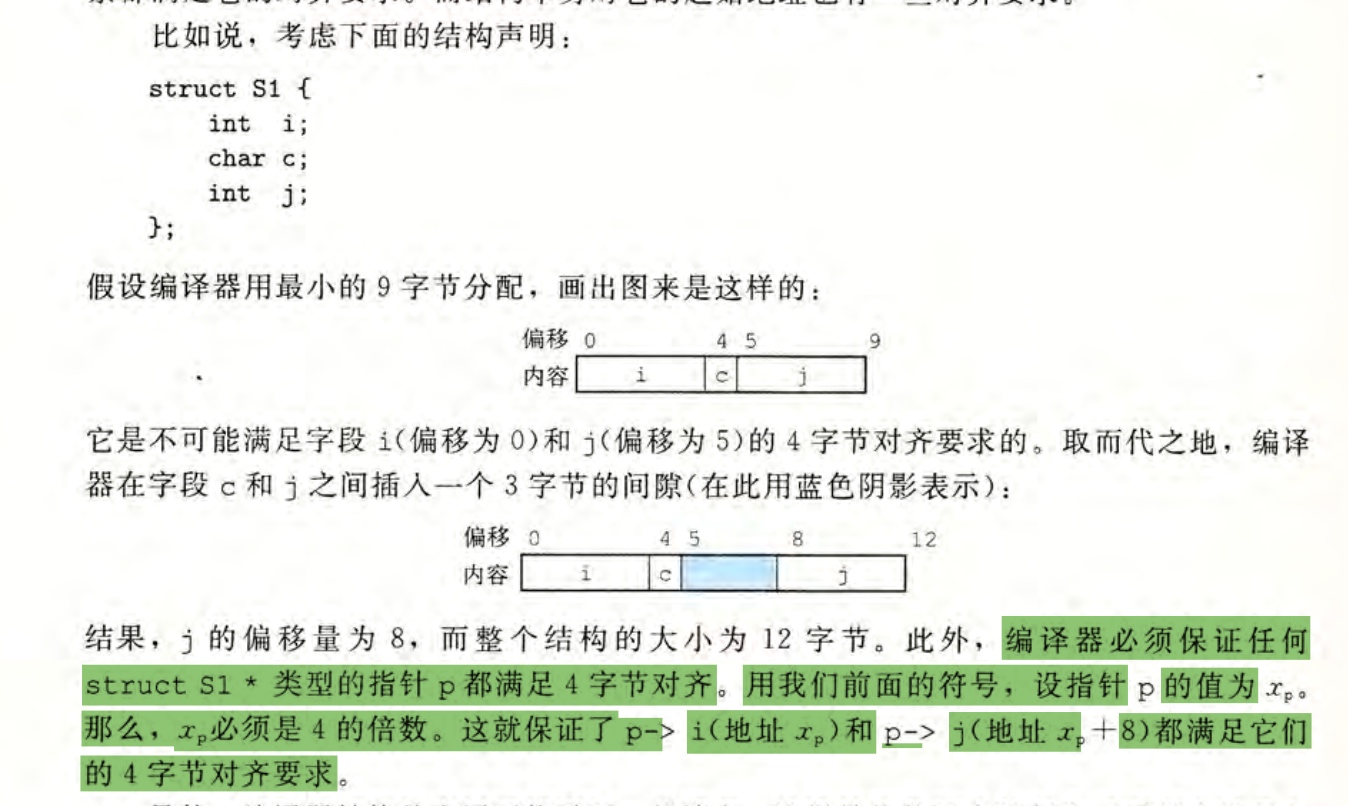 比如说，考虑下面的结构声明：
struct S1 {
int i;
char c;
int j;
};
假设编译器用最小的 9 字节分配，画出图来是这样的：
偏移 0 4 5 9
内容 i c j
它是不可能满足字段 i(偏移为 0)和 j(偏移为 5)的 4 字节对齐要求的。取而代之地，编译
器在字段 c 和 j 之间插入一个 3 字节的间隙(在此用蓝色阴影表示)：
偏移 0 4 5 8 12
内容 i c j
结果，j 的偏移量为 8，而整个结构的大小为 12 字节。此外，编译器必须保证任何
struct S1 * 类型的指针 p 都满足 4 字节对齐。用我们前面的符号，设指针 p 的值为 xₚ。
那么，xₚ必须是 4 的倍数。这就保证了 p-> i(地址 xₚ)和 p-> j(地址 xₚ+8)都满足它们
的 4 字节对齐要求。